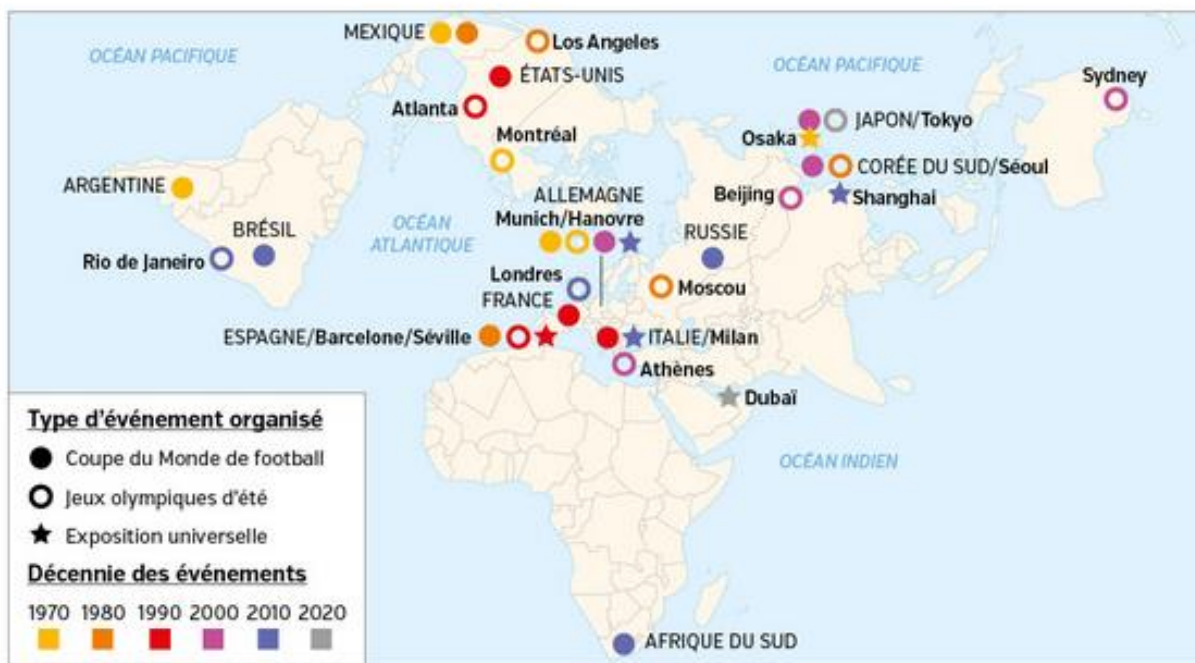 MEXIQUE
Los Angeles
OCÉAN PACIFIQUE
OCÉAN PACIFIQUE
ÉTATS-UNIS
Sydney
Atlanta
JAPON/Tokyo
Montréal
Osaka
CORÉE DU SUD/Séoul
ARGENTINE
ALLEMAGNE
Munich/Hanovre
Beijing
Shanghai
OCÉAN
ATLANTIQUE
BRÉSIL
RUSSIE
Rio de Janeiro
Londres
Moscou
FRANCE
ESPAGNE/Barcelone/Séville
ITALIE/Milan
Athènes
Dubaï
OCÉAN INDIEN
AFRIQUE DU SUD
Type d'événement organisé
Coupe du Monde de football
Jeux olympiques d'été
Exposition universelle
Décennie des événements
1970 1980 1990 2000 2010 2020